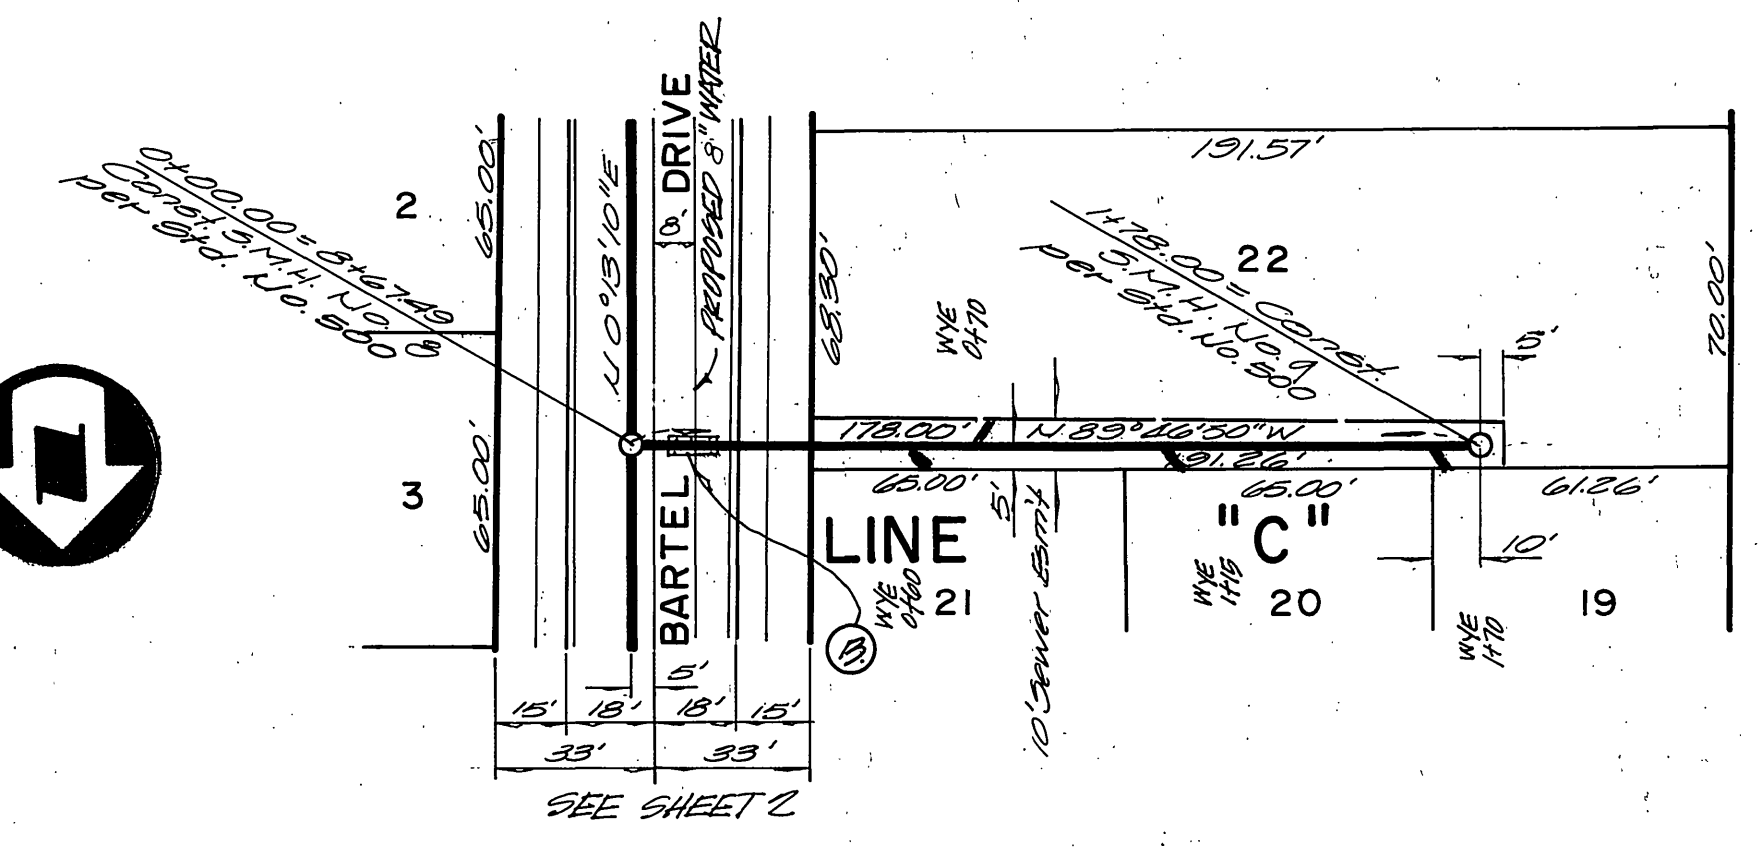 0+00.00 = 8+67.49
Const. S.M.H. No. 8
per Std. No. 500
2
65.00'
3
65.00'
N 0°13'10"E
BARTEL DRIVE
8'
PROPOSED 8" WATER
191.57'
68.30'
22
70.00'
1+78.00 = Const.
S.M.H. No. 9
per Std. No. 500
WYE
0+70
5'
178.00'
N 89°46'50"W
191.26'
65.00'
65.00'
61.26'
5'
10' Sewer Esm't
LINE "C"
10'
WYE
0+60
21
WYE
1+15
20
WYE
1+70
19
B.
5'
15'
18'
18'
15'
33'
33'
SEE SHEET 2